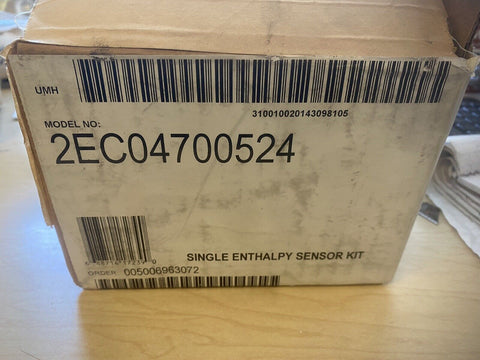 UMH
310010020143098105
MODEL NO:
2EC04700524
SINGLE ENTHALPY SENSOR KIT
ORDER 005006963072